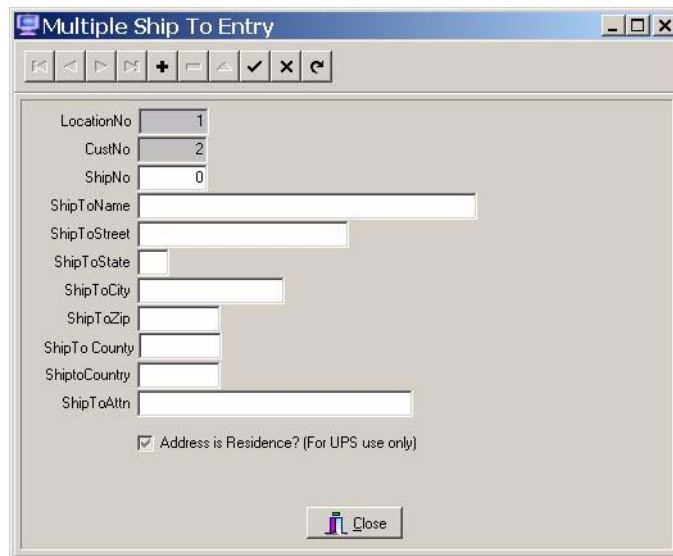 Multiple Ship To Entry
LocationNo 1
CustNo 2
ShipNo 0
ShipToName
ShipToStreet
ShipToState
ShipToCity
ShipToZip
ShipTo County
ShiptoCountry
ShipToAttn
Address is Residence? (For UPS use only)
Close